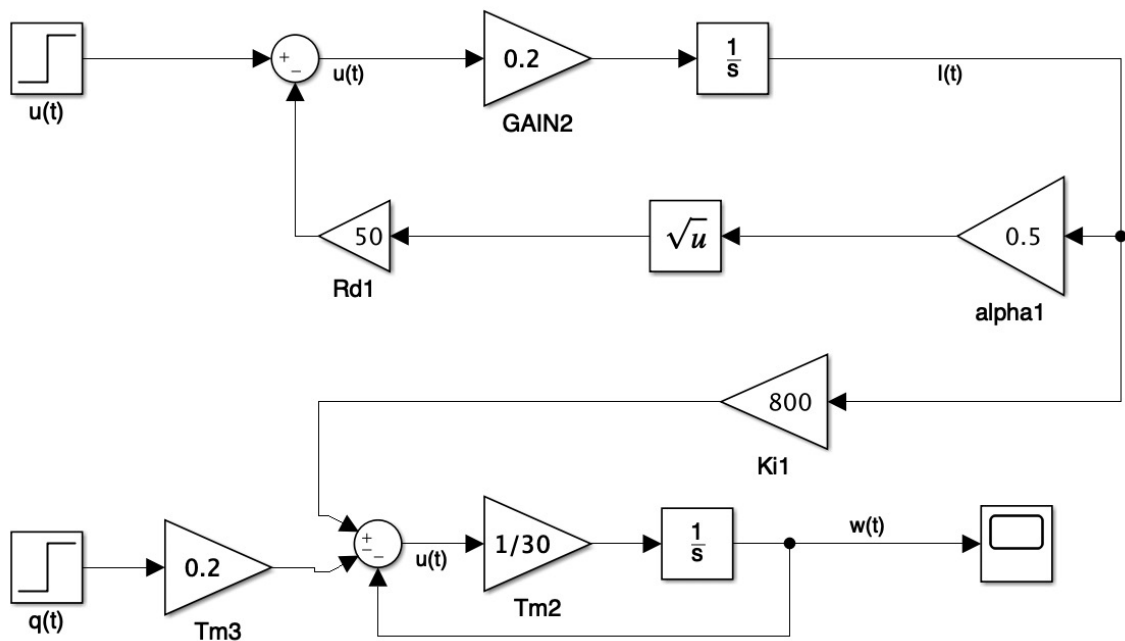 +
−
u(t)
0.2
1
s
I(t)
u(t)
GAIN2
50
√u
0.5
Rd1
alpha1
800
Ki1
+
−
−
0.2
u(t)
1/30
1
s
w(t)
q(t)
Tm3
Tm2